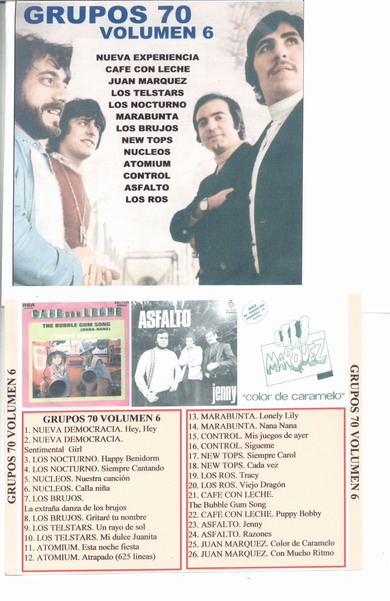 GRUPOS 70
VOLUMEN 6
NUEVA EXPERIENCIA
CAFE CON LECHE
JUAN MARQUEZ
LOS TELSTARS
LOS NOCTURNO
MARABUNTA
LOS BRUJOS
NEW TOPS
NUCLEOS
ATOMIUM
CONTROL
ASFALTO
LOS ROS
GRUPOS 70 VOLUMEN 6
RCA
VICTOR
CAFE CON LECHE
THE BUBBLE GUM SONG
ASFALTO
jenny
MARQUEZ
"color de caramelo"
GRUPOS 70 VOLUMEN 6
1. NUEVA DEMOCRACIA. Hey, Hey
2. NUEVA DEMOCRACIA.
Sentimental Girl
3. LOS NOCTURNO. Happy Benidorm
4. LOS NOCTURNO. Siempre Cantando
5. NUCLEOS. Nuestra canción
6. NUCLEOS. Calla niña
7. LOS BRUJOS.
La extraña danza de los brujos
8. LOS BRUJOS. Gritaré tu nombre
9. LOS TELSTARS. Un rayo de sol
10. LOS TELSTARS. Mi dulce Juanita
11. ATOMIUM. Esta noche fiesta
12. ATOMIUM. Atrapado (625 lineas)
13. MARABUNTA. Lonely Lily
14. MARABUNTA. Nana Nana
15. CONTROL. Mis juegos de ayer
16. CONTROL. Sigueme
17. NEW TOPS. Siempre Carol
18. NEW TOPS. Cada vez
19. LOS ROS. Tracy
20. LOS ROS. Viejo Dragón
21. CAFE CON LECHE.
The Bubble Gum Song
22. CAFE CON LECHE. Puppy Bobby
23. ASFALTO. Jenny
24. ASFALTO. Razones
25. JUAN MARQUEZ. Color de Caramelo
26. JUAN MARQUEZ. Con Mucho Ritmo
GRUPOS 70 VOLUMEN 6